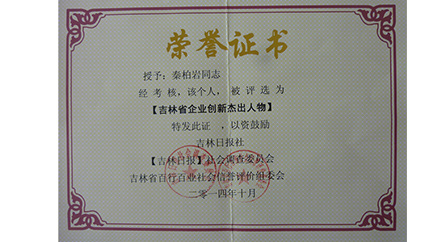 荣誉证书
授予：秦柏岩同志
经考核，该个人，被评选为
【吉林省企业创新杰出人物】
特发此证，以资鼓励
吉林日报社
【吉林日报】社会调查委员会
吉林省百行百业社会信誉评价组委会
二零一四年十月